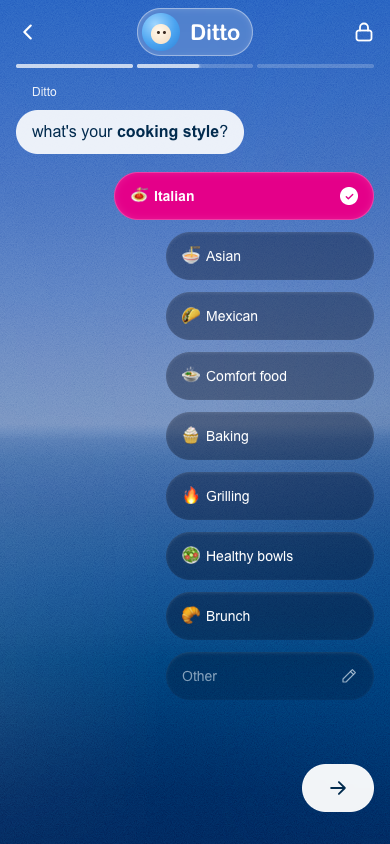 Ditto
Ditto
what's your cooking style?
Italian
Asian
Mexican
Comfort food
Baking
Grilling
Healthy bowls
Brunch
Other